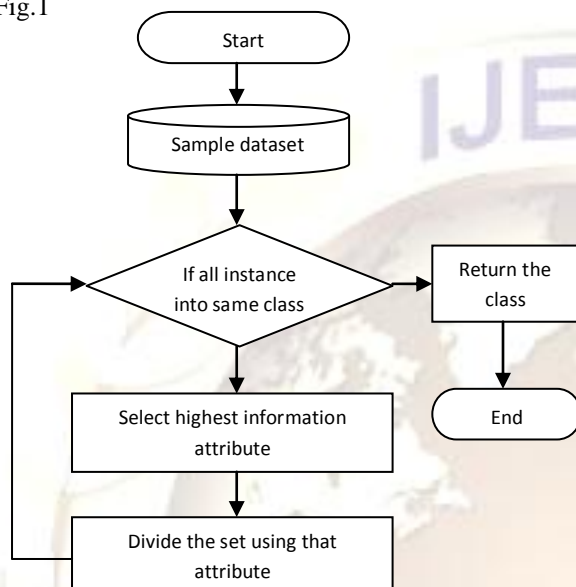 Fig.1
Start
IJE
Sample dataset
If all instance
into same class
Return the
class
Select highest information
attribute
End
Divide the set using that
attribute